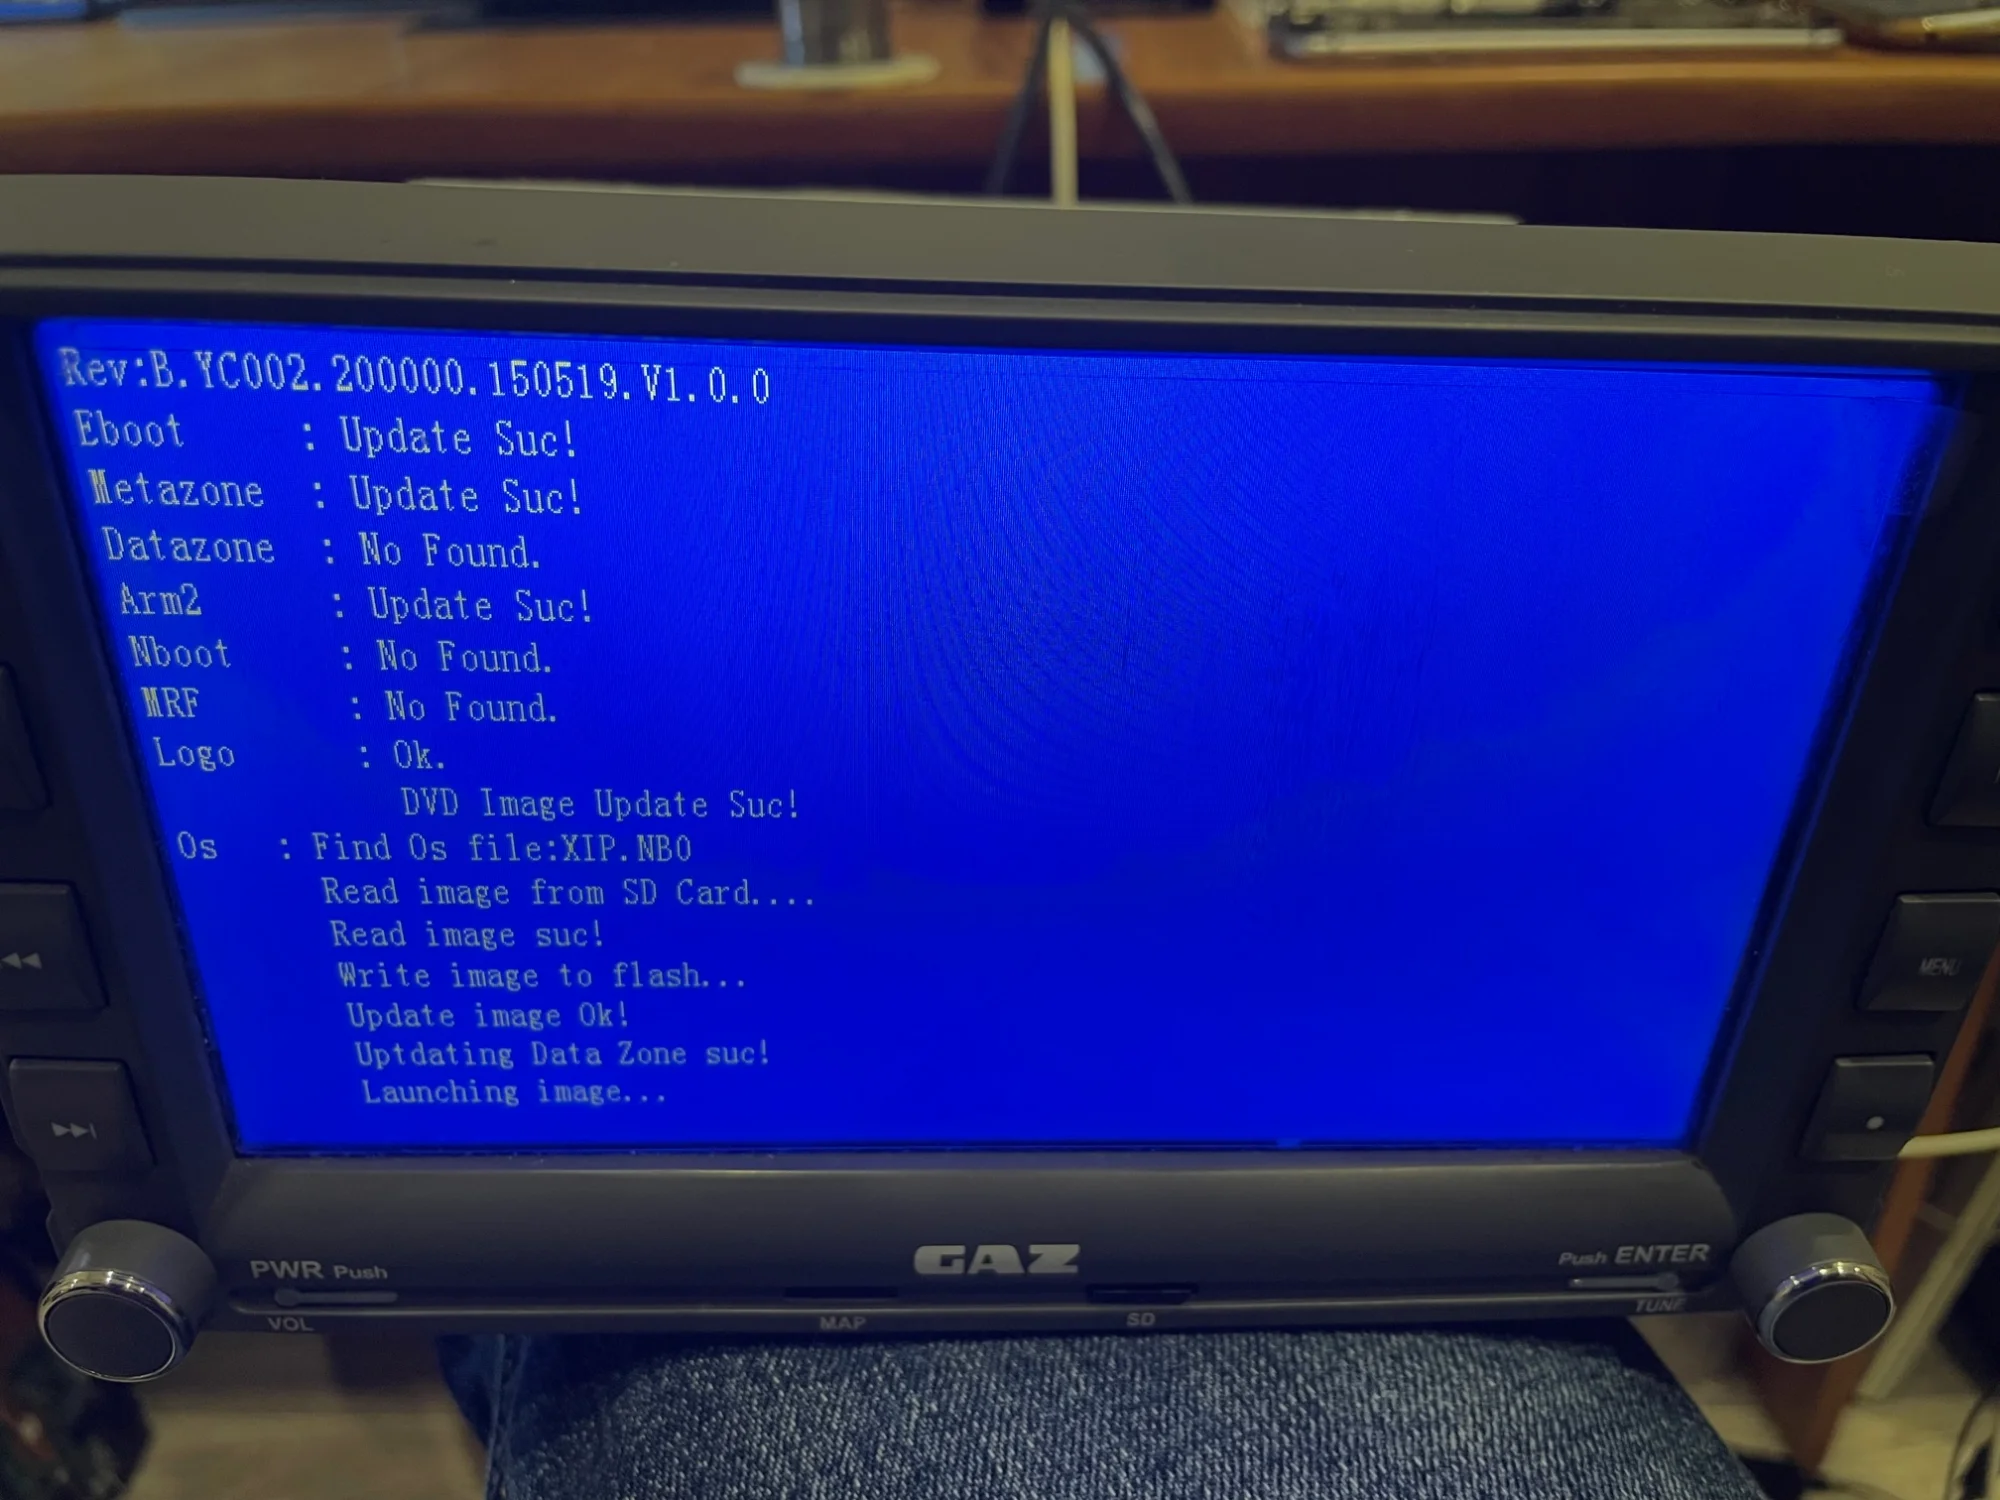 Rev:B.YC002.200000.150519.V1.0.0
Eboot : Update Suc!
Metazone : Update Suc!
Datazone : No Found.
Arm2 : Update Suc!
Nboot : No Found.
MRF : No Found.
Logo : Ok.
DVD Image Update Suc!
Os : Find Os file:XIP.NB0
Read image from SD Card....
Read image suc!
Write image to flash...
Update image Ok!
Uptdating Data Zone suc!
Launching image...
MENU
PWR Push
GAZ
Push ENTER
VOL
MAP
SD
TUNE